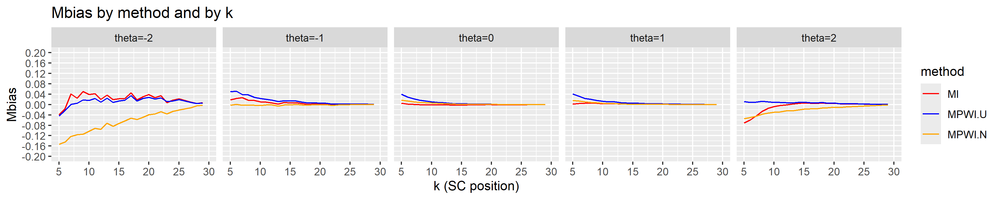 Mbias by method and by k
theta=-2 theta=-1 theta=0 theta=1 theta=2
0.20
0.16
0.12
0.08
0.04
0.00
-0.04
-0.08
-0.12
-0.16
-0.20
Mbias
5 10 15 20 25 30 5 10 15 20 25 30 5 10 15 20 25 30 5 10 15 20 25 30 5 10 15 20 25 30
k (SC position)
method
MI
MPWI.U
MPWI.N